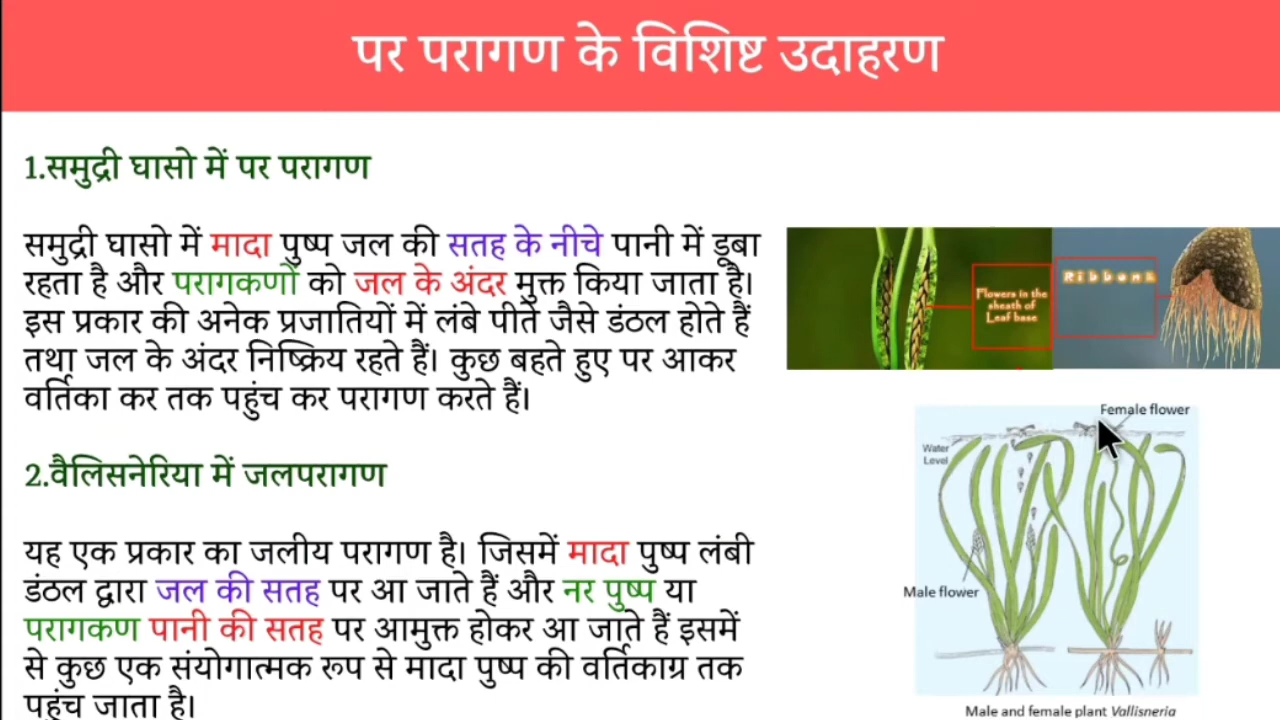 पर परागण के विशिष्ट उदाहरण
1.समुद्री घासो में पर परागण
समुद्री घासो में मादा पुष्प जल की सतह के नीचे पानी में डूबा
रहता है और परागकणों को जल के अंदर मुक्त किया जाता है।
इस प्रकार की अनेक प्रजातियों में लंबे पीते जैसे डंठल होते हैं
तथा जल के अंदर निष्क्रिय रहते हैं। कुछ बहते हुए पर आकर
वर्तिका कर तक पहुंच कर परागण करते हैं।
2.वैलिसनेरिया में जलपरागण
यह एक प्रकार का जलीय परागण है। जिसमें मादा पुष्प लंबी
डंठल द्वारा जल की सतह पर आ जाते हैं और नर पुष्प या
परागकण पानी की सतह पर आमुक्त होकर आ जाते हैं इसमें
से कुछ एक संयोगात्मक रूप से मादा पुष्प की वर्तिकाग्र तक
पहुंच जाता है।
Flowers in the
sheath of
Leaf base
Ribbons
Female flower
Water
Level
Male flower
Male and female plant Vallisneria